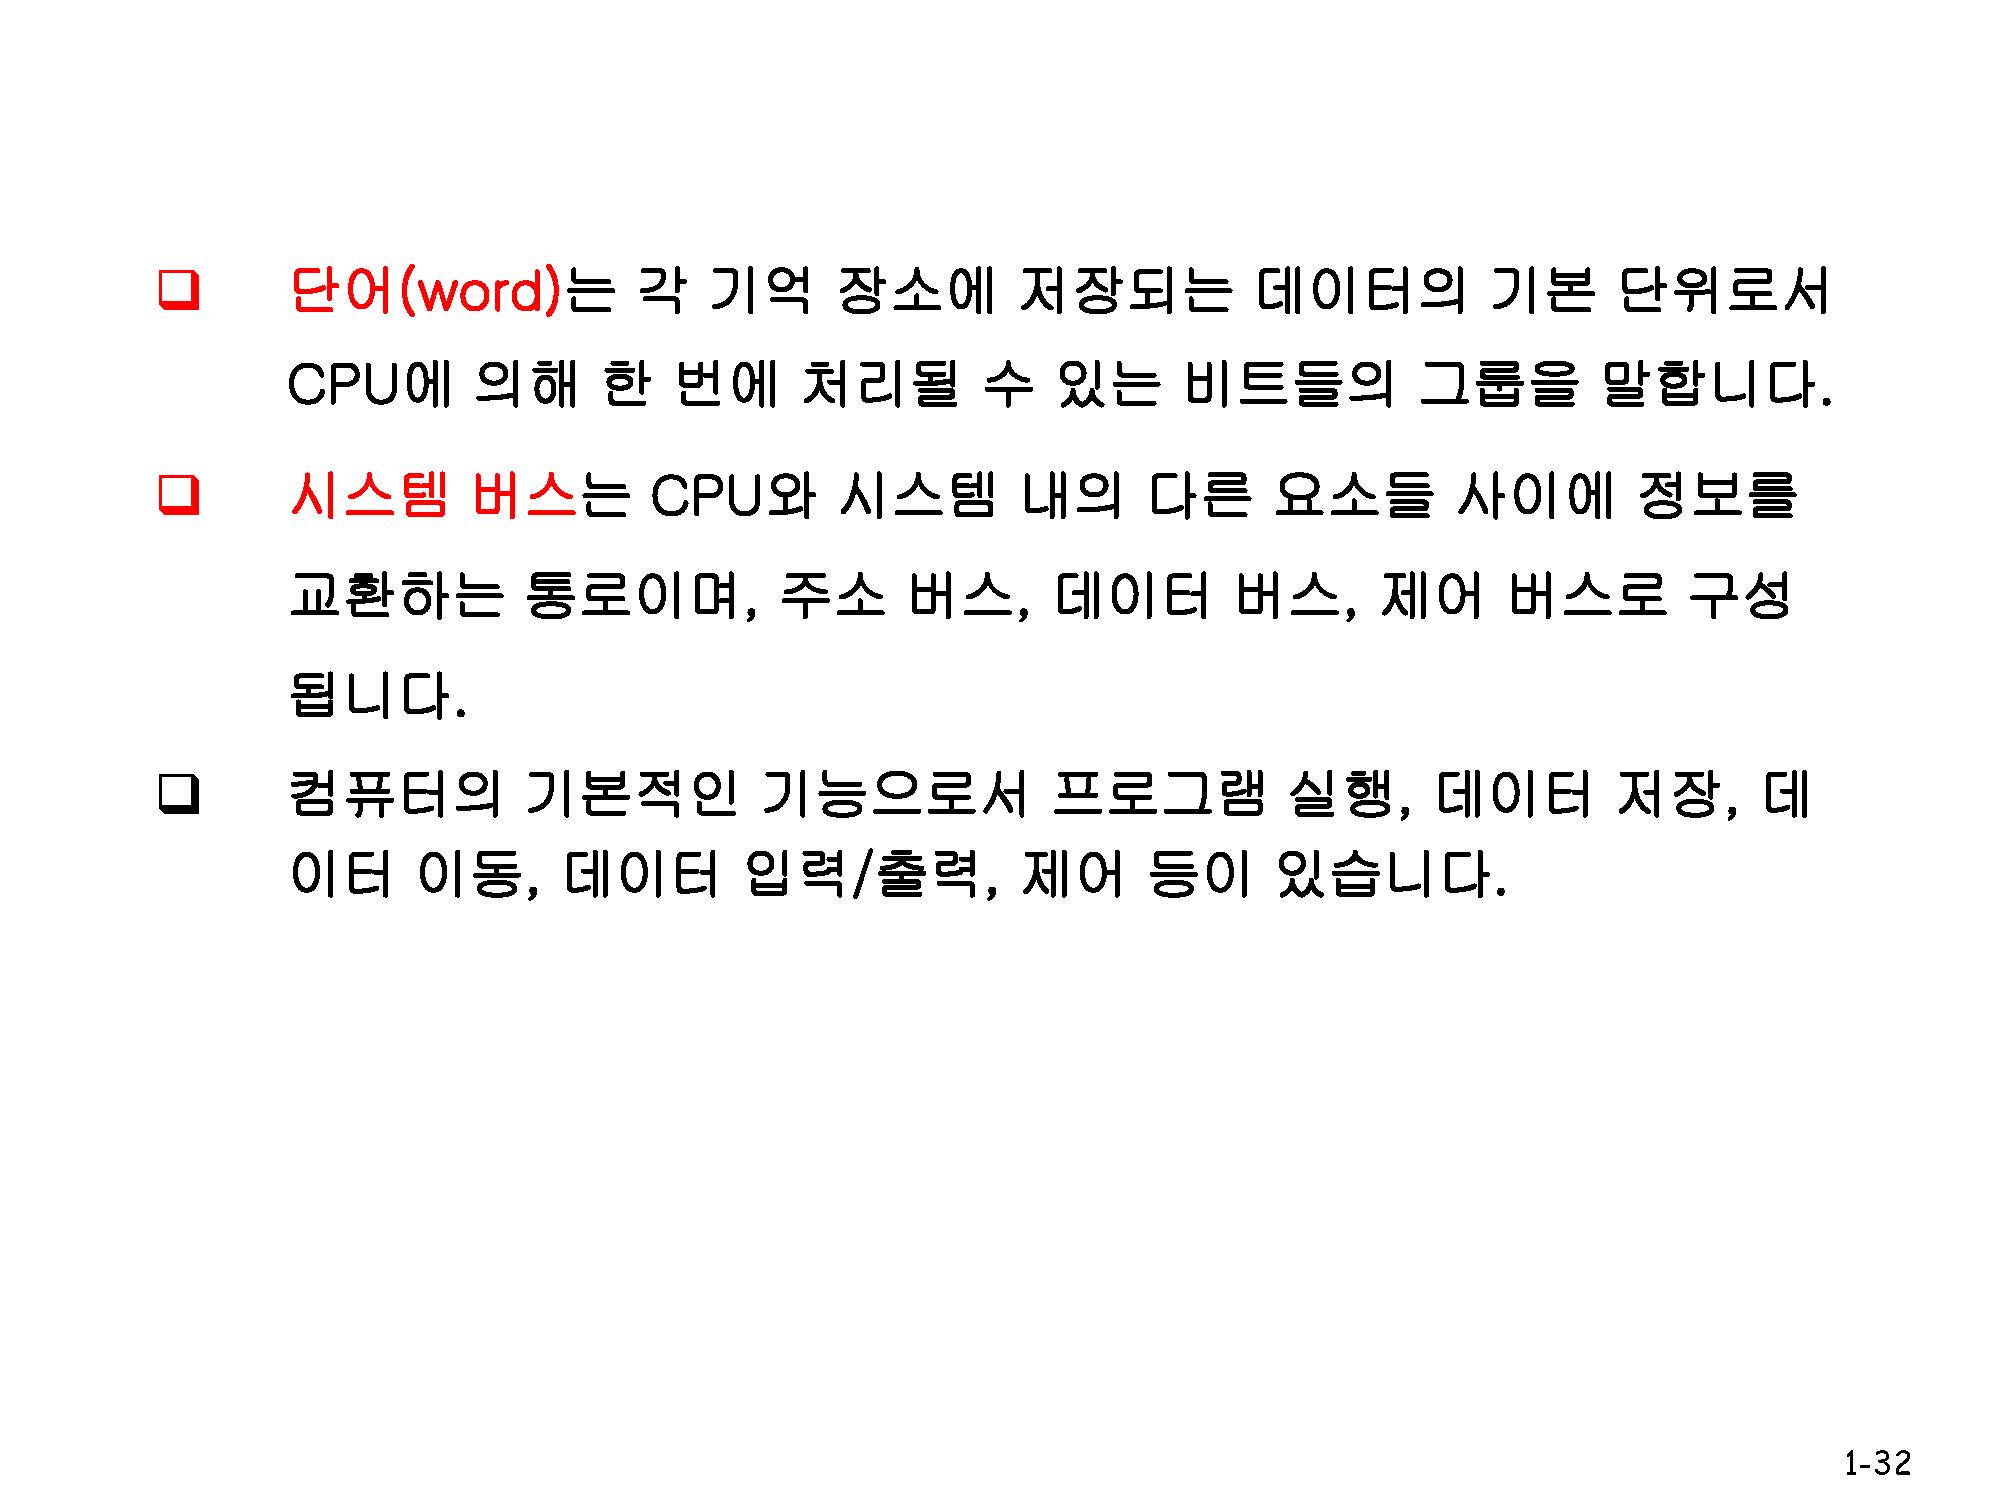 ❑ 단어(word)는 각 기억 장소에 저장되는 데이터의 기본 단위로서
CPU에 의해 한 번에 처리될 수 있는 비트들의 그룹을 말합니다.
❑ 시스템 버스는 CPU와 시스템 내의 다른 요소들 사이에 정보를
교환하는 통로이며, 주소 버스, 데이터 버스, 제어 버스로 구성
됩니다.
❑ 컴퓨터의 기본적인 기능으로서 프로그램 실행, 데이터 저장, 데
이터 이동, 데이터 입력/출력, 제어 등이 있습니다.
1-32